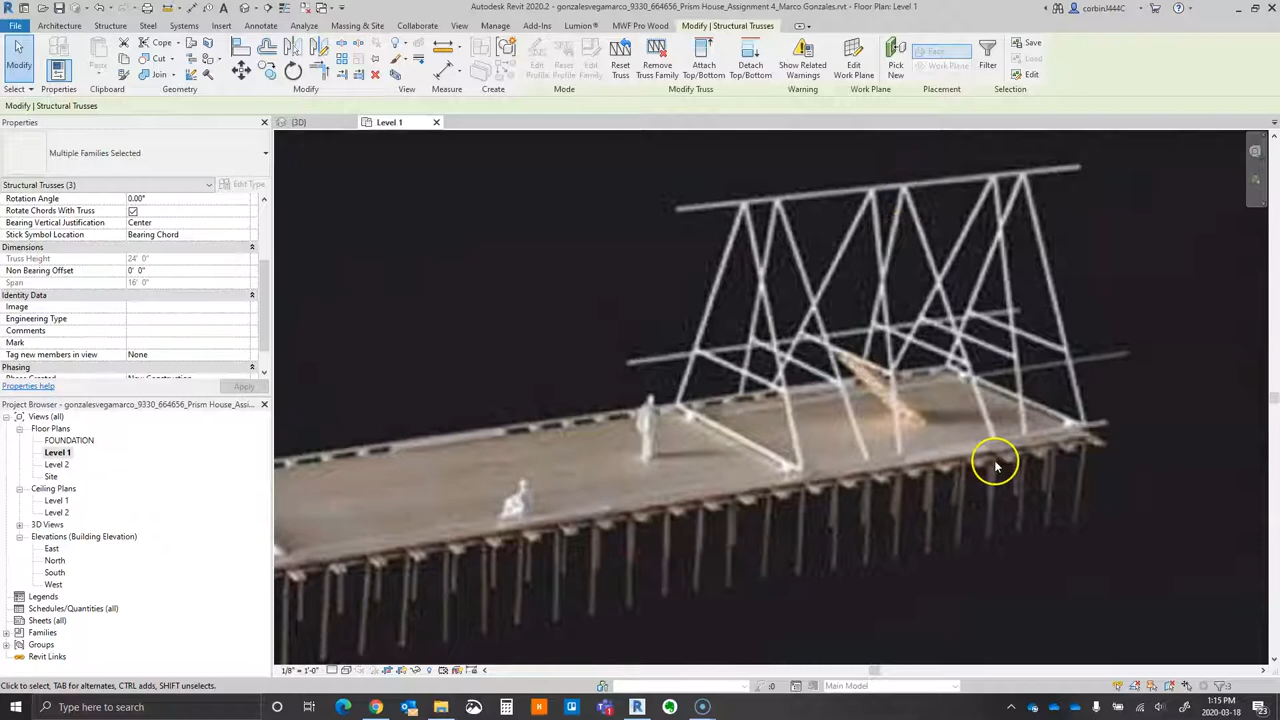 Autodesk Revit 2020.2 - gonzalesvegamarco_9330_664656_Prism House_Assignment 4_Marco Gonzales.rvt - Floor Plan: Level 1
corbinJ444C
File Architecture Structure Steel Systems Insert Annotate Analyze Massing & Site Collaborate View Manage Add-Ins Lumion® MWF Pro Wood Modify | Structural Trusses
Modify Paste Cope Cut Join Edit Profile Reset Profile Edit Family Reset Truss Remove Truss Family Attach Top/Bottom Detach Top/Bottom Show Related Warnings Edit Work Plane Pick New Face Work Plane Filter Save Load Edit
Select Properties Clipboard Geometry Modify View Measure Create Mode Modify Truss Warning Work Plane Placement Selection
Modify | Structural Trusses
Properties
(3D) Level 1
Multiple Families Selected
Structural Trusses (3) Edit Type
Rotation Angle 0.00°
Rotate Chords With Truss
Bearing Vertical Justification Center
Stick Symbol Location Bearing Chord
Dimensions
Truss Height 24' 0"
Non Bearing Offset 0' 0"
Span 16' 0"
Identity Data
Image
Engineering Type
Comments
Mark
Tag new members in view None
Phasing
Properties help Apply
Project Browser - gonzalesvegamarco_9330_664656_Prism House_Assi...
Views (all)
Floor Plans
FOUNDATION
Level 1
Level 2
Site
Ceiling Plans
Level 1
Level 2
3D Views
Elevations (Building Elevation)
East
North
South
West
Legends
Schedules/Quantities (all)
Sheets (all)
Families
Groups
Revit Links
1/8" = 1'-0"
Click to select, TAB for alternates, CTRL adds, SHIFT unselects.
:0 Main Model :3
Type here to search
1:15 PM
2020-03-18